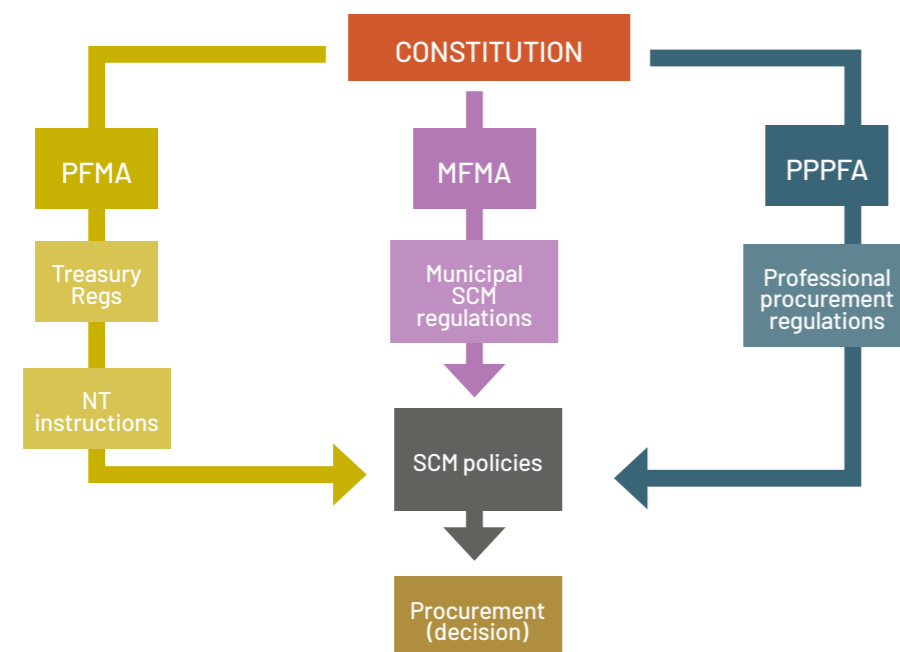 CONSTITUTION
PFMA
MFMA
PPPFA
Treasury
Regs
Municipal
SCM
regulations
Professional
procurement
regulations
NT
instructions
SCM policies
Procurement
(decision)